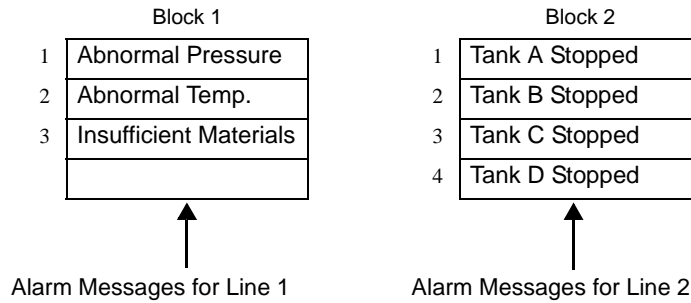 Block 1
1 Abnormal Pressure
2 Abnormal Temp.
3 Insufficient Materials
Alarm Messages for Line 1
Block 2
1 Tank A Stopped
2 Tank B Stopped
3 Tank C Stopped
4 Tank D Stopped
Alarm Messages for Line 2